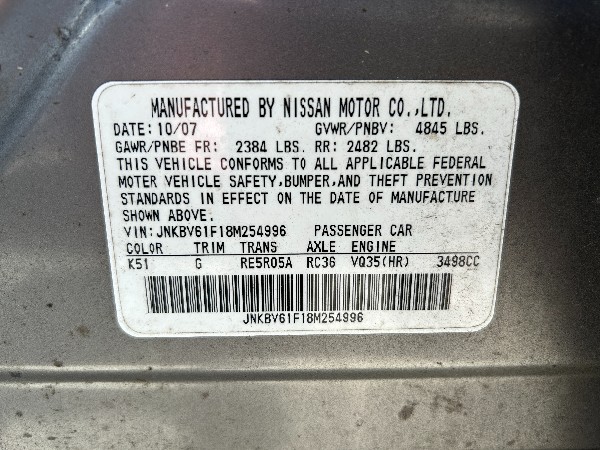 MANUFACTURED BY NISSAN MOTOR CO.,LTD.
DATE: 10/07 GVWR/PNBV: 4845 LBS.
GAWR/PNBE FR: 2384 LBS. RR: 2482 LBS.
THIS VEHICLE CONFORMS TO ALL APPLICABLE FEDERAL
MOTOR VEHICLE SAFETY,BUMPER,AND THEFT PREVENTION
STANDARDS IN EFFECT ON THE DATE OF MANUFACTURE
SHOWN ABOVE.
VIN:JNKBV61F18M254996 PASSENGER CAR
COLOR TRIM TRANS AXLE ENGINE
K51 G RE5R05A RC36 VQ35(HR) 3498CC
JNKBV61F18M254996